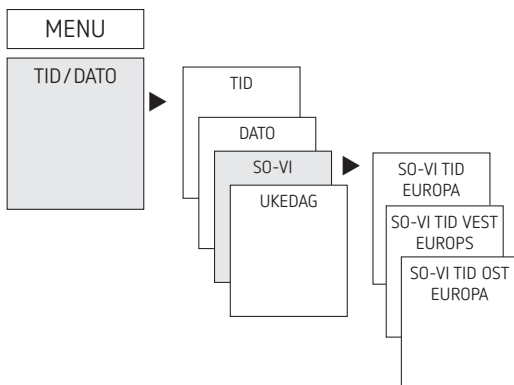 MENU
TID/DATO
TID
DATO
SO-VI
UKEDAG
SO-VI TID
EUROPA
SO-VI TID VEST
EUROPS
SO-VI TID OST
EUROPA